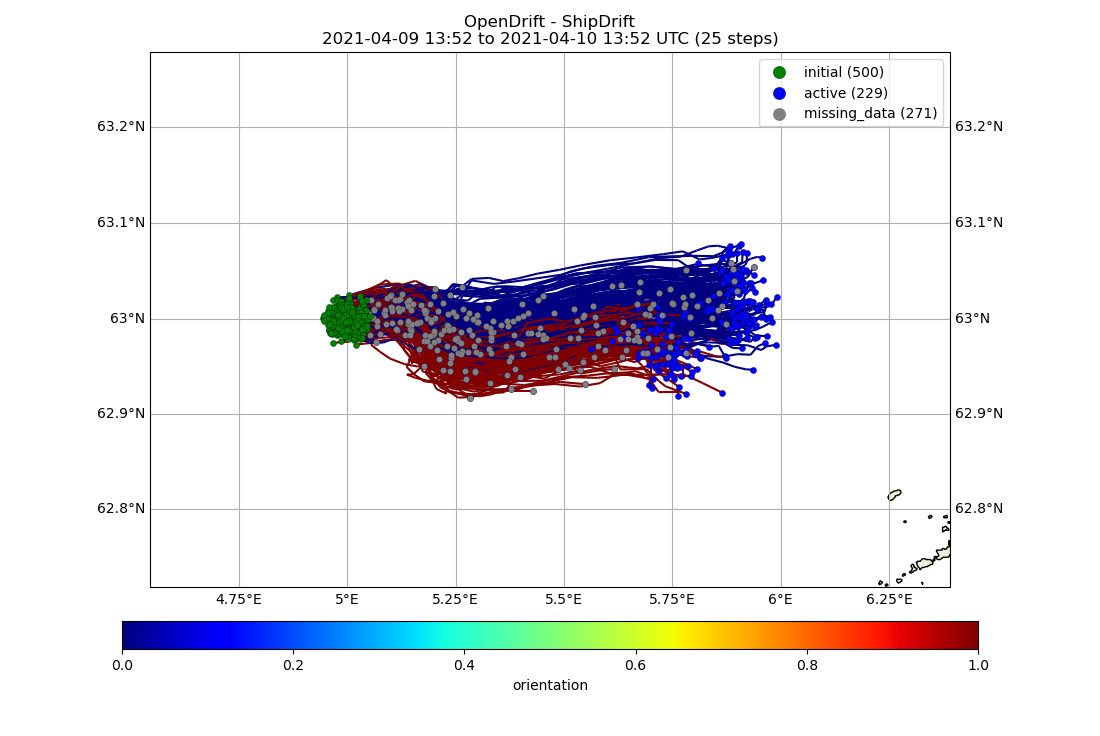 OpenDrift - ShipDrift
2021-04-09 13:52 to 2021-04-10 13:52 UTC (25 steps)
initial (500)
active (229)
missing_data (271)
63.2°N 63.2°N
63.1°N 63.1°N
63°N 63°N
62.9°N 62.9°N
62.8°N 62.8°N
4.75°E 5°E 5.25°E 5.5°E 5.75°E 6°E 6.25°E
0.0 0.2 0.4 0.6 0.8 1.0
orientation